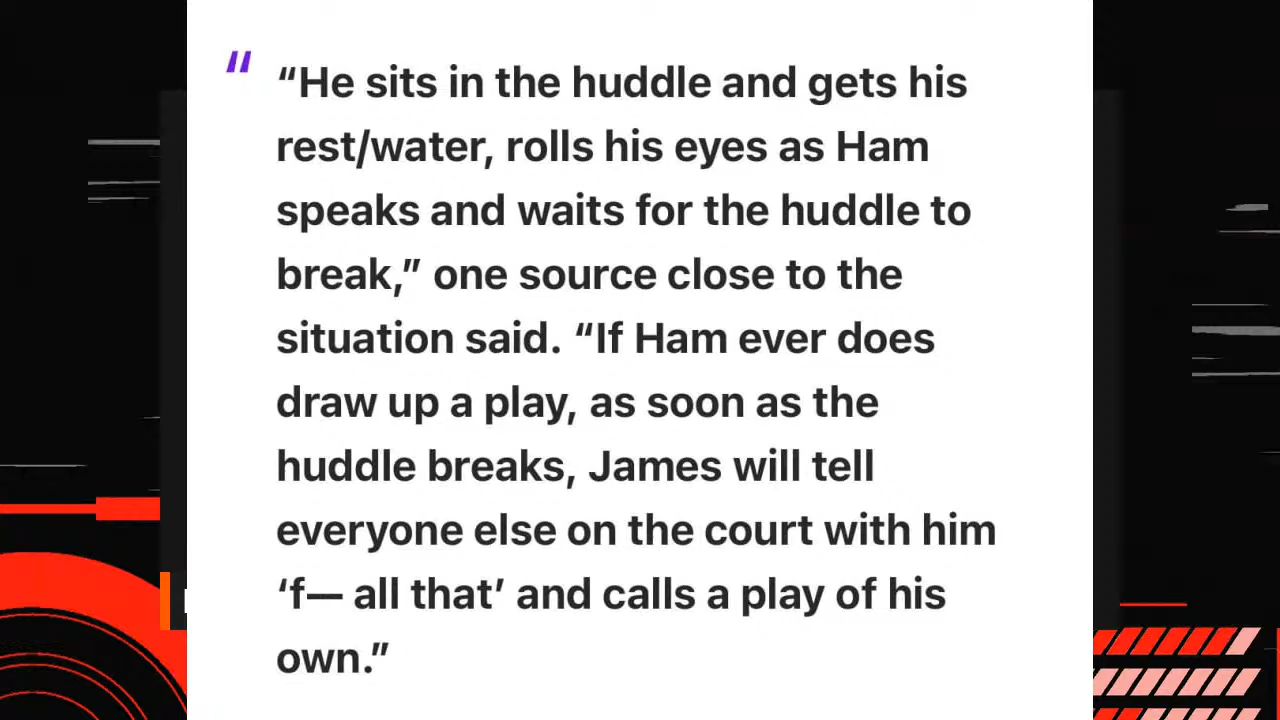 "
“He sits in the huddle and gets his
rest/water, rolls his eyes as Ham
speaks and waits for the huddle to
break,” one source close to the
situation said. “If Ham ever does
draw up a play, as soon as the
huddle breaks, James will tell
everyone else on the court with him
‘f— all that’ and calls a play of his
own.”